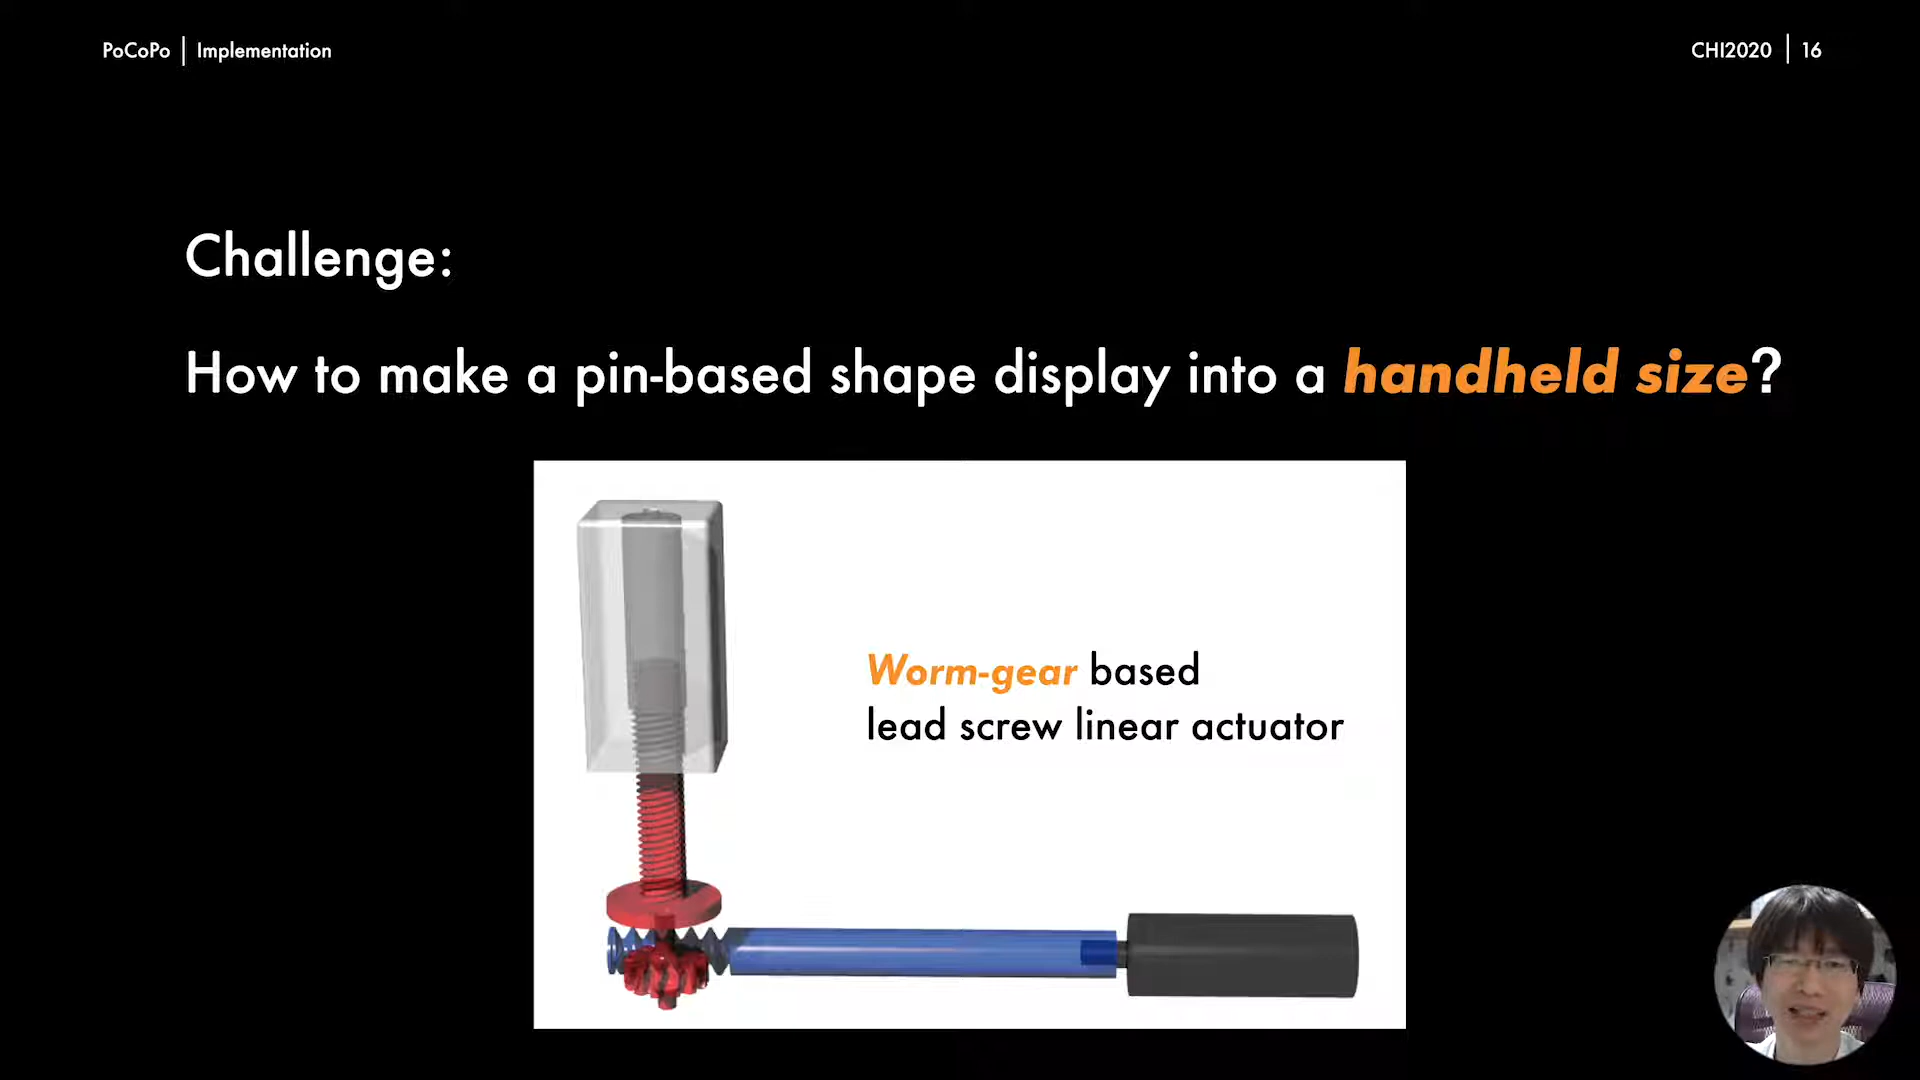 PoCoPo | Implementation
CHI2020 | 16
Challenge:
How to make a pin-based shape display into a handheld size?
Worm-gear based
lead screw linear actuator